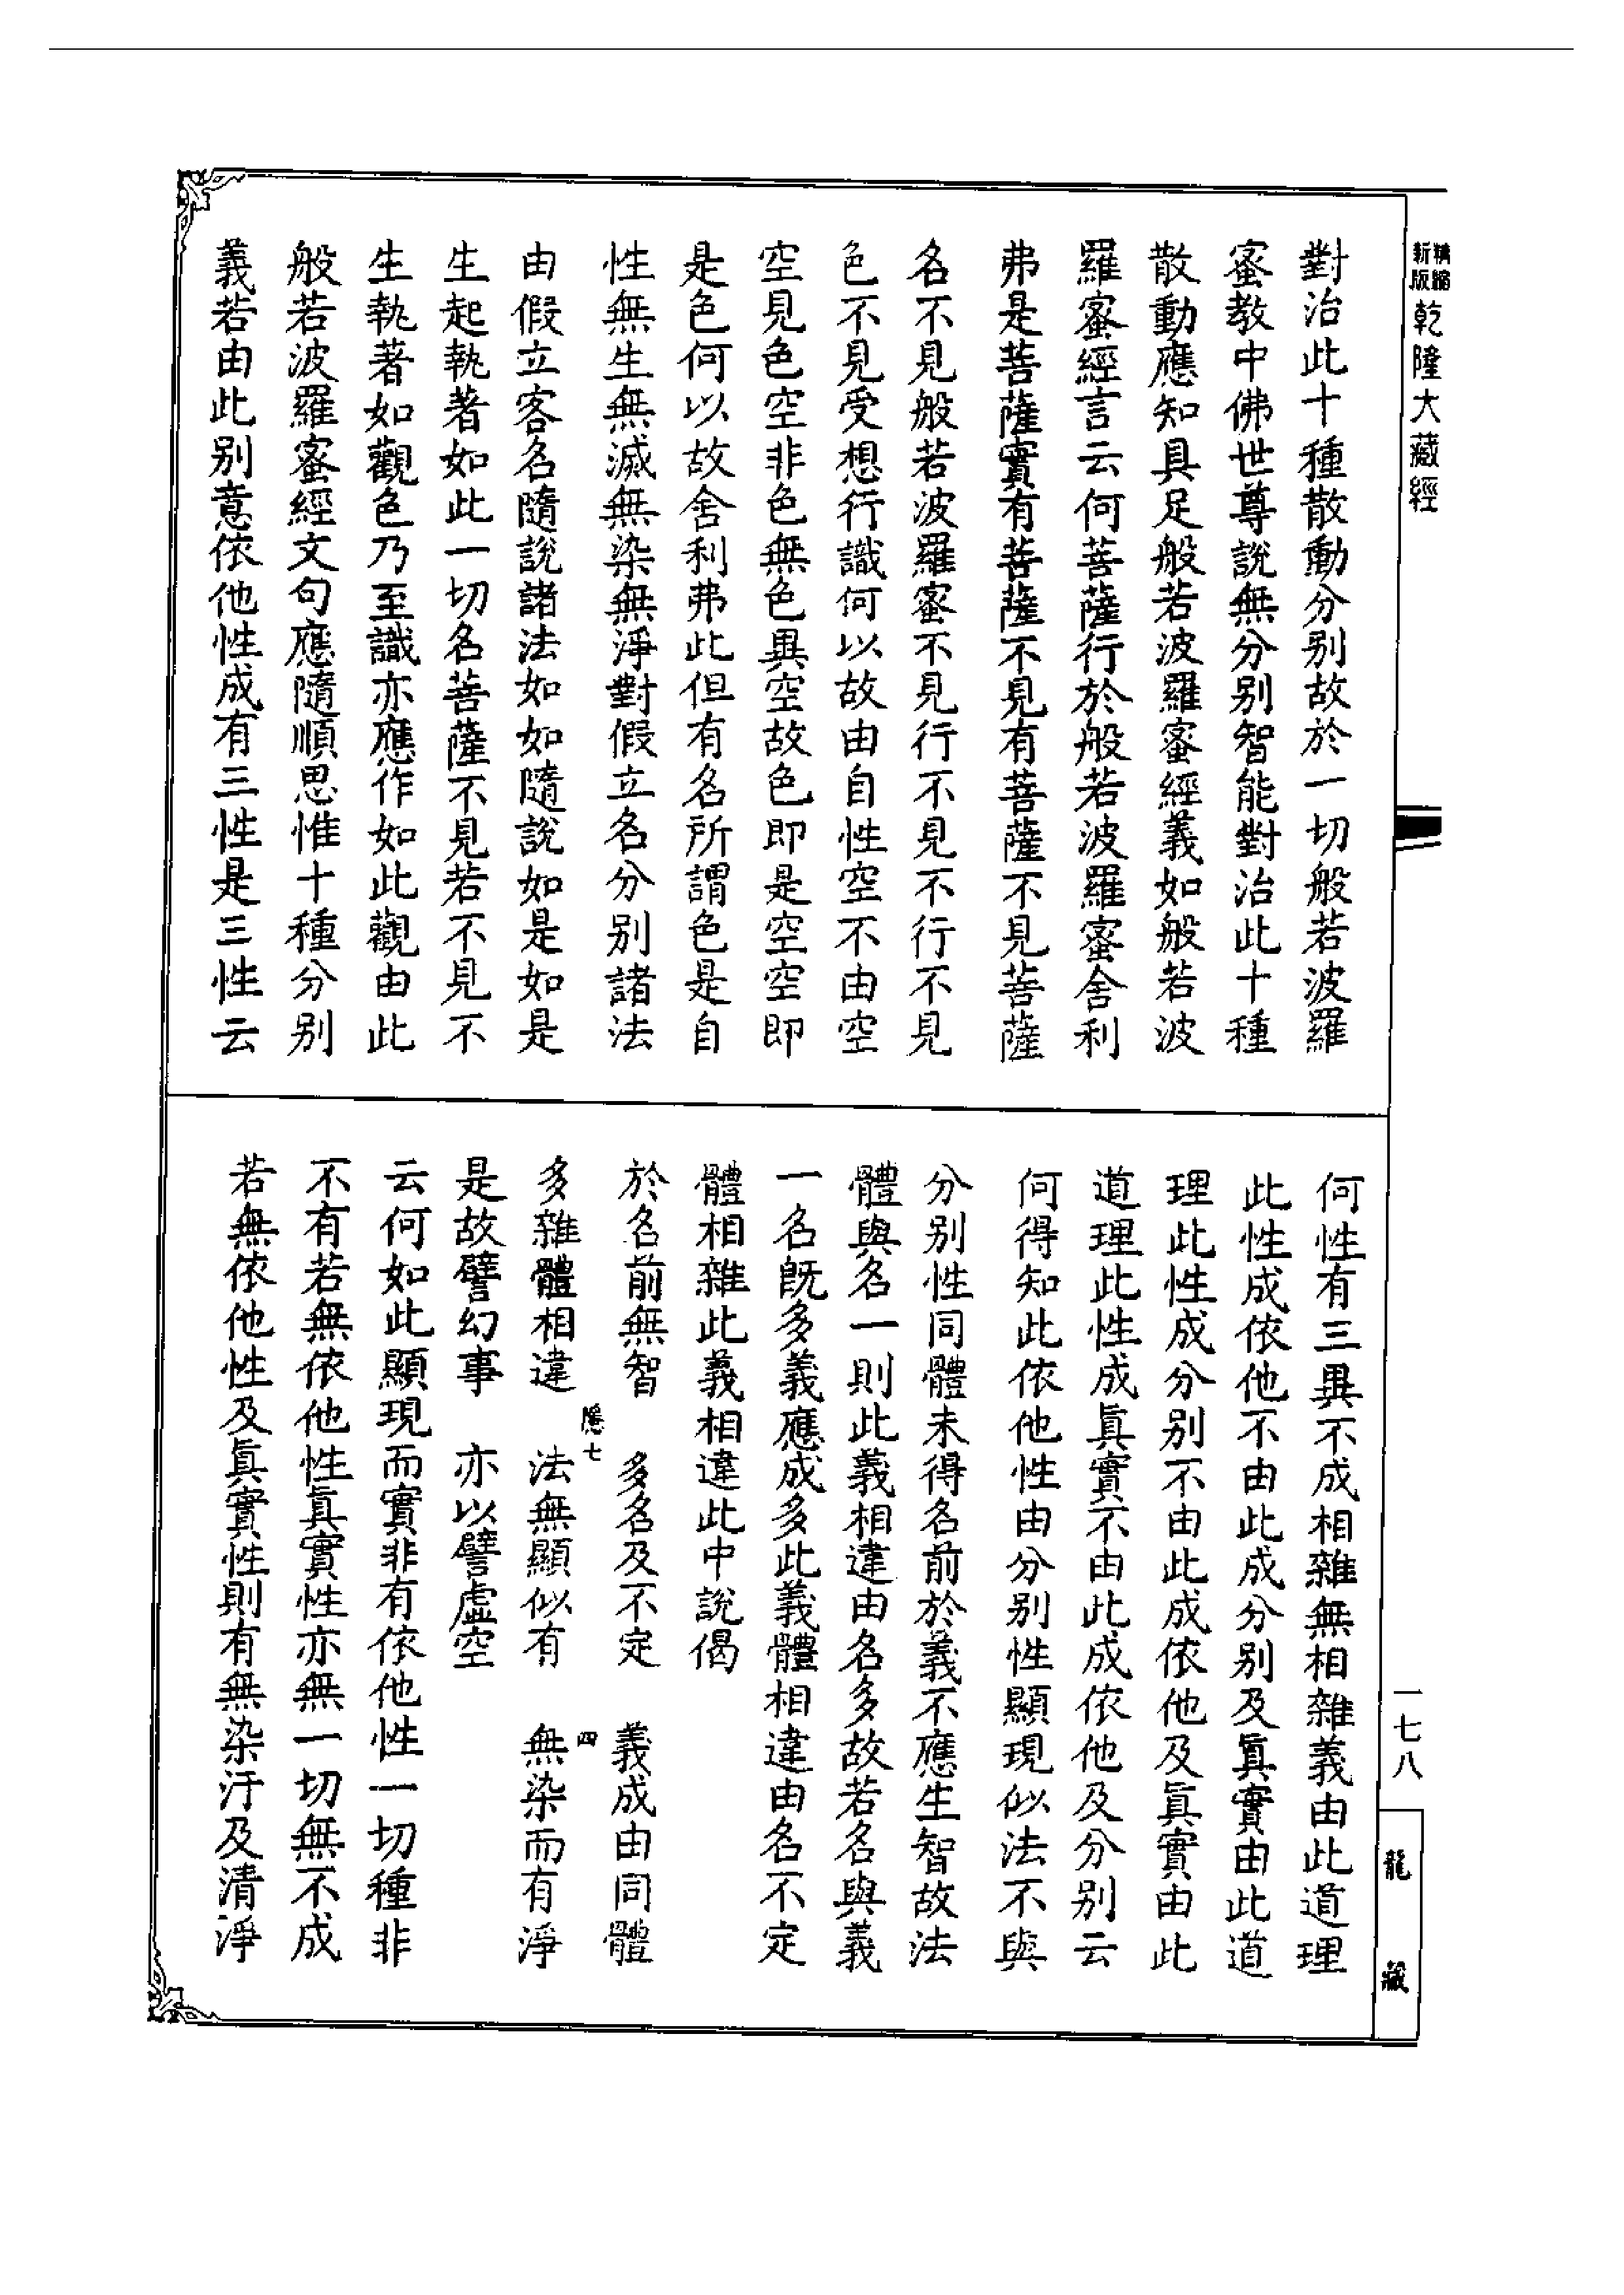 精縮新版乾隆大藏經
對治此十種散動分别故於一切般若波羅
蜜教中佛世尊說無分别智能對治此十種
散動應知具足般若波羅蜜經義如般若波
羅蜜經言云何菩薩行於般若波羅蜜舍利
弗是菩薩實有菩薩不見有菩薩不見菩薩
名不見般若波羅蜜不見行不見不行不見
色不見受想行識何以故由自性空不由空
空見色空非色無色異空故色即是空空即
是色何以故舍利弗此但有名所謂色是自
性無生無滅無染無淨對假立名分别諸法
由假立客名隨說諸法如如隨說如是如是
生起執著如此一切名菩薩不見若不見不
生執著如觀色乃至識亦應作如此觀由此
般若波羅蜜經文句應隨順思惟十種分别
義若由此别意依他性成有三性是三性云
何性有三異不成相雜無相雜義由此道理
此性成依他不由此成分别及眞實由此道
理此性成分别不由此成依他及眞實由此
道理此性成眞實不由此成依他及分别云
何得知此依他性由分别性顯現似法不與
分别性同體未得名前於義不應生智故法
體與名一則此義相違由名多故若名與義
一名既多義應成多此義體相違由名不定
體相雜此義相違此中說偈
於名前無智　多名及不定　義成由同體
多雜體相違　法無顯似有　無染而有淨
隱七　四
是故譬幻事　亦以譬虛空
云何如此顯現而實非有依他性一切種非
不有若無依他性眞實性亦無一切無不成
若無依他性及眞實性則有無染汙及清淨
一七八
龍藏